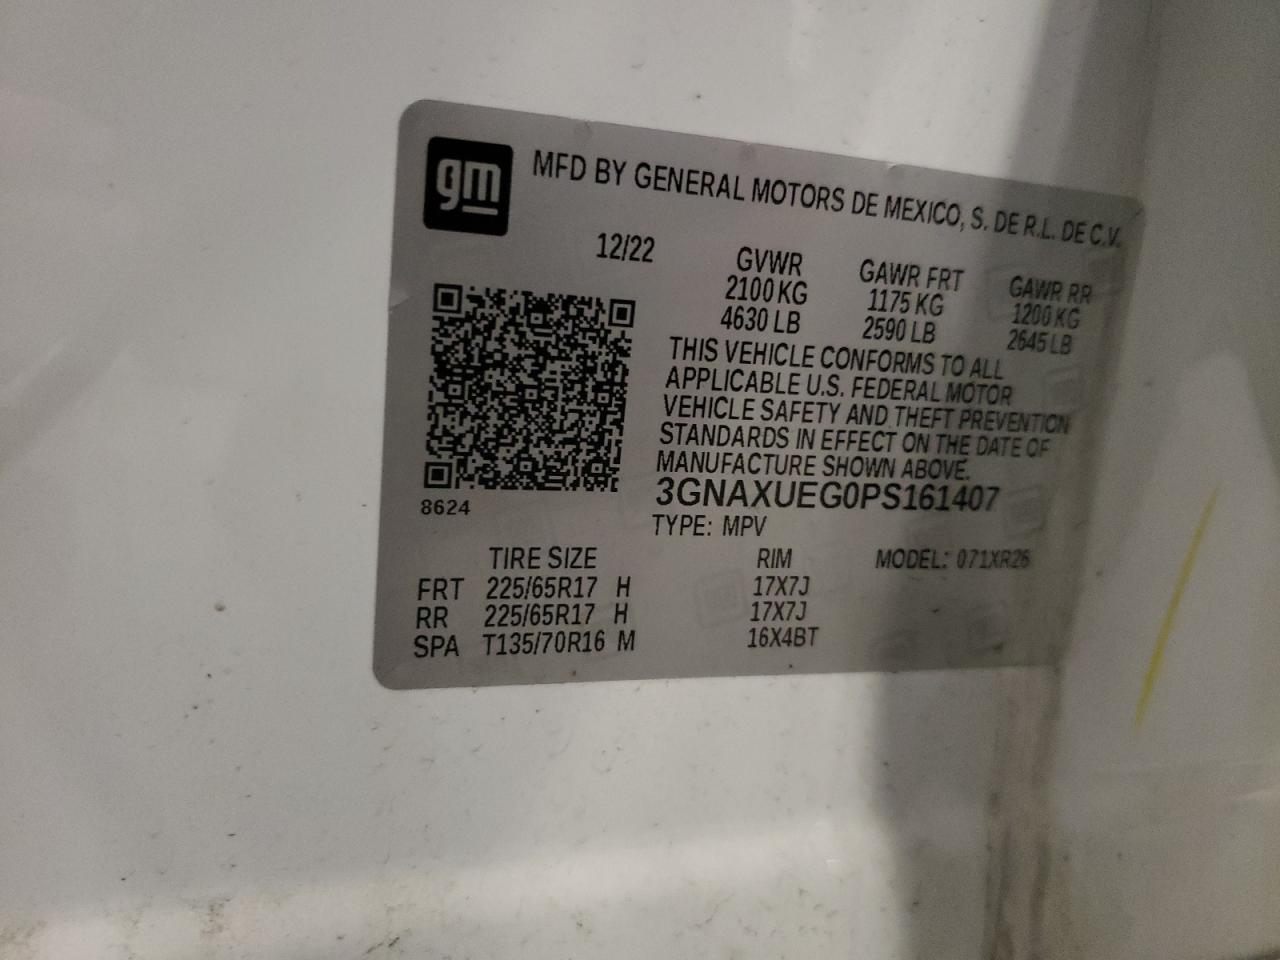 gm
MFD BY GENERAL MOTORS DE MEXICO, S. DE R.L. DE C.V.
12/22 GVWR GAWR FRT GAWR RR
2100 KG 1175 KG 1200 KG
4630 LB 2590 LB 2645 LB
THIS VEHICLE CONFORMS TO ALL
APPLICABLE U.S. FEDERAL MOTOR
VEHICLE SAFETY AND THEFT PREVENTION
STANDARDS IN EFFECT ON THE DATE OF
MANUFACTURE SHOWN ABOVE.
3GNAXUEG0PS161407
8624
TYPE: MPV
TIRE SIZE RIM MODEL: 071XR26
FRT 225/65R17 H 17X7J
RR 225/65R17 H 17X7J
SPA T135/70R16 M 16X4BT